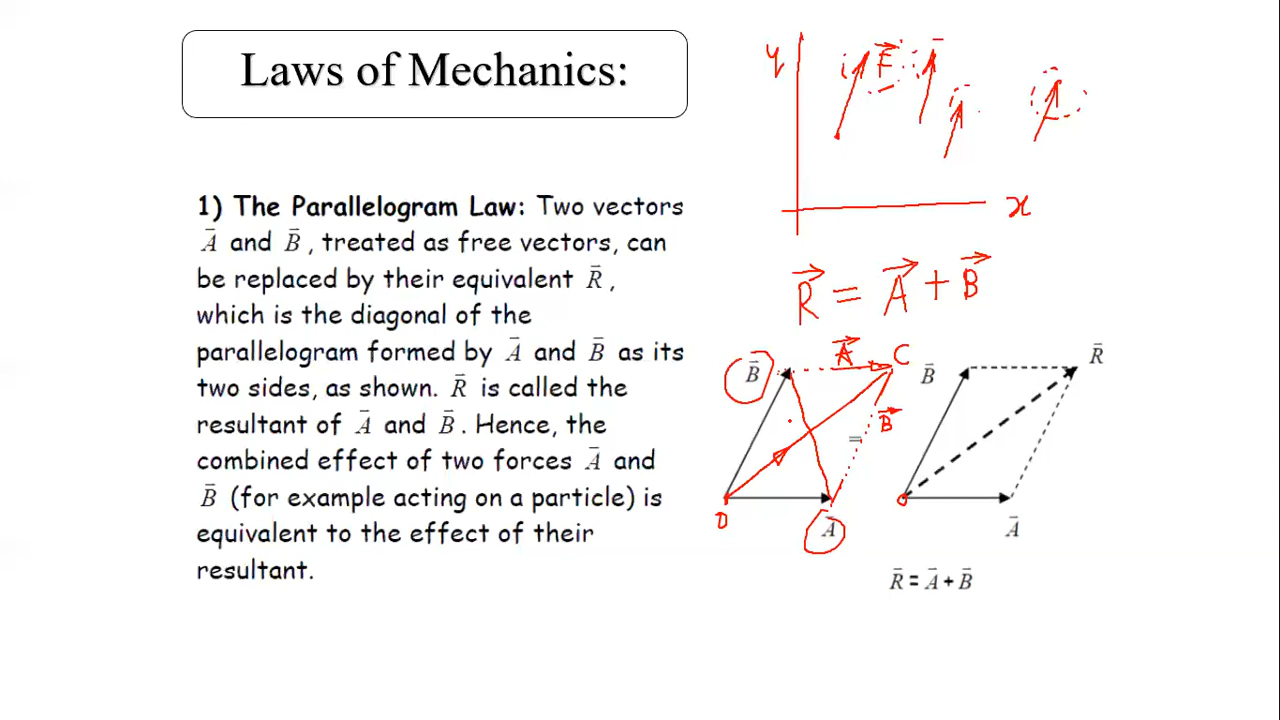 Laws of Mechanics:
1) The Parallelogram Law: Two vectors
A̅ and B̅, treated as free vectors, can
be replaced by their equivalent R̅,
which is the diagonal of the
parallelogram formed by A̅ and B̅ as its
two sides, as shown. R̅ is called the
resultant of A̅ and B̅. Hence, the
combined effect of two forces A̅ and
B̅ (for example acting on a particle) is
equivalent to the effect of their
resultant.
y
F⃗
x
R⃗ = A⃗ + B⃗
A⃗ C
B̅
B⃗
=
A̅
B̅ R̅
A̅
R̅ = A̅ + B̅